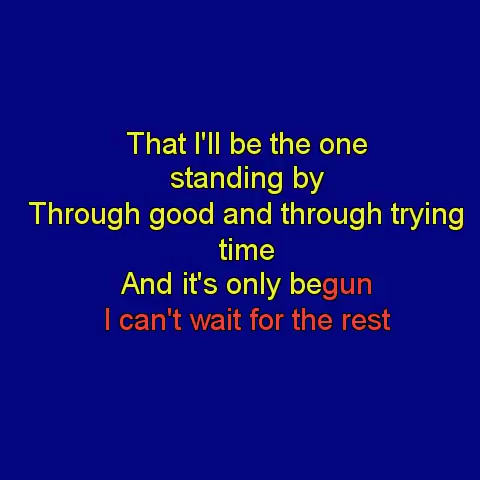 That I'll be the one
standing by
Through good and through trying
time
And it's only begun
I can't wait for the rest